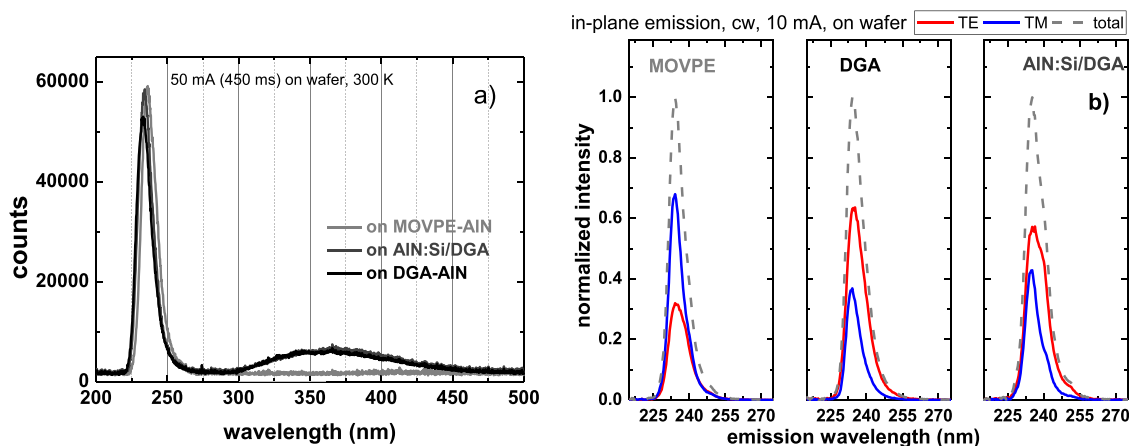 50 mA (450 ms) on wafer, 300 K
a)
60000
40000
20000
0
counts
on MOVPE-AlN
on AlN:Si/DGA
on DGA-AlN
200 250 300 350 400 450 500
wavelength (nm)
in-plane emission, cw, 10 mA, on wafer
TE TM total
b)
MOVPE
DGA
AlN:Si/DGA
1.0
0.8
0.6
0.4
0.2
0.0
normalized intensity
225 240 255 270
225 240 255 270
225 240 255 270
emission wavelength (nm)